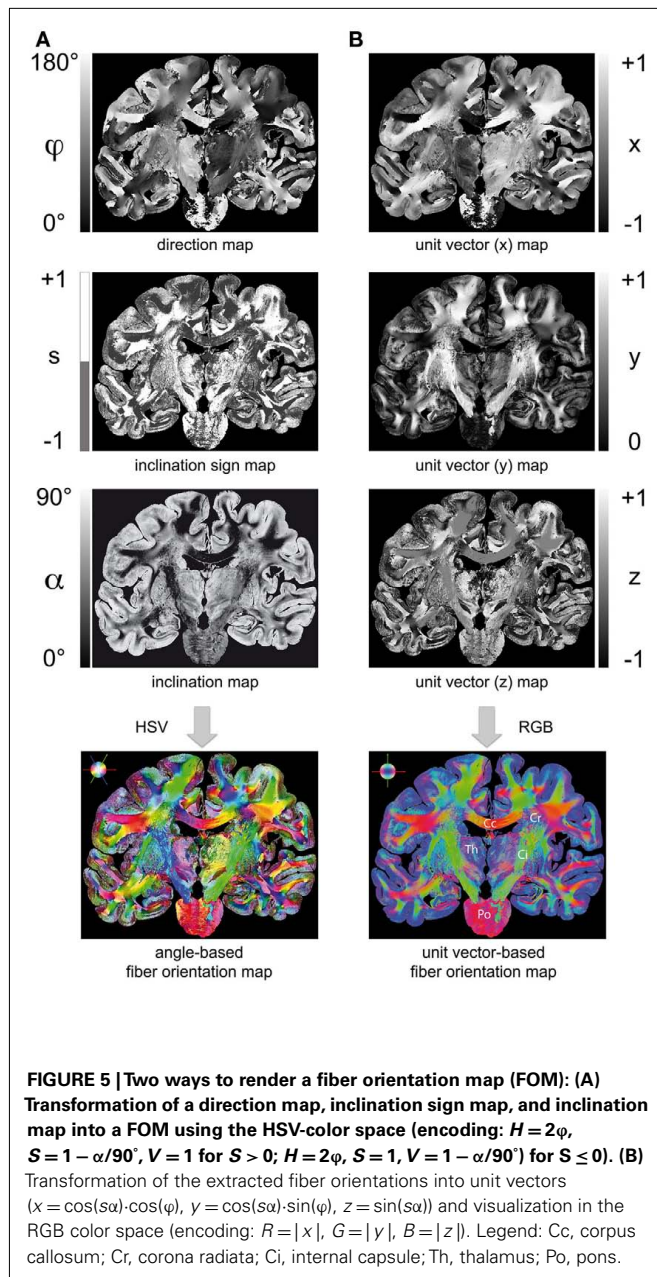 A
B
180°
φ
0°
direction map
+1
x
-1
unit vector (x) map
+1
s
-1
inclination sign map
+1
y
0
unit vector (y) map
90°
α
0°
inclination map
+1
z
-1
unit vector (z) map
HSV
RGB
Cc
Cr
Th
Ci
Po
angle-based
fiber orientation map
unit vector-based
fiber orientation map
FIGURE 5 | Two ways to render a fiber orientation map (FOM): (A)
Transformation of a direction map, inclination sign map, and inclination
map into a FOM using the HSV-color space (encoding: H = 2φ,
S = 1 − α/90°, V = 1 for S > 0; H = 2φ, S = 1, V = 1 − α/90°) for S ≤ 0). (B)
Transformation of the extracted fiber orientations into unit vectors
(x = cos(sα)·cos(φ), y = cos(sα)·sin(φ), z = sin(sα)) and visualization in the
RGB color space (encoding: R = |x|, G = |y|, B = |z|). Legend: Cc, corpus
callosum; Cr, corona radiata; Ci, internal capsule; Th, thalamus; Po, pons.